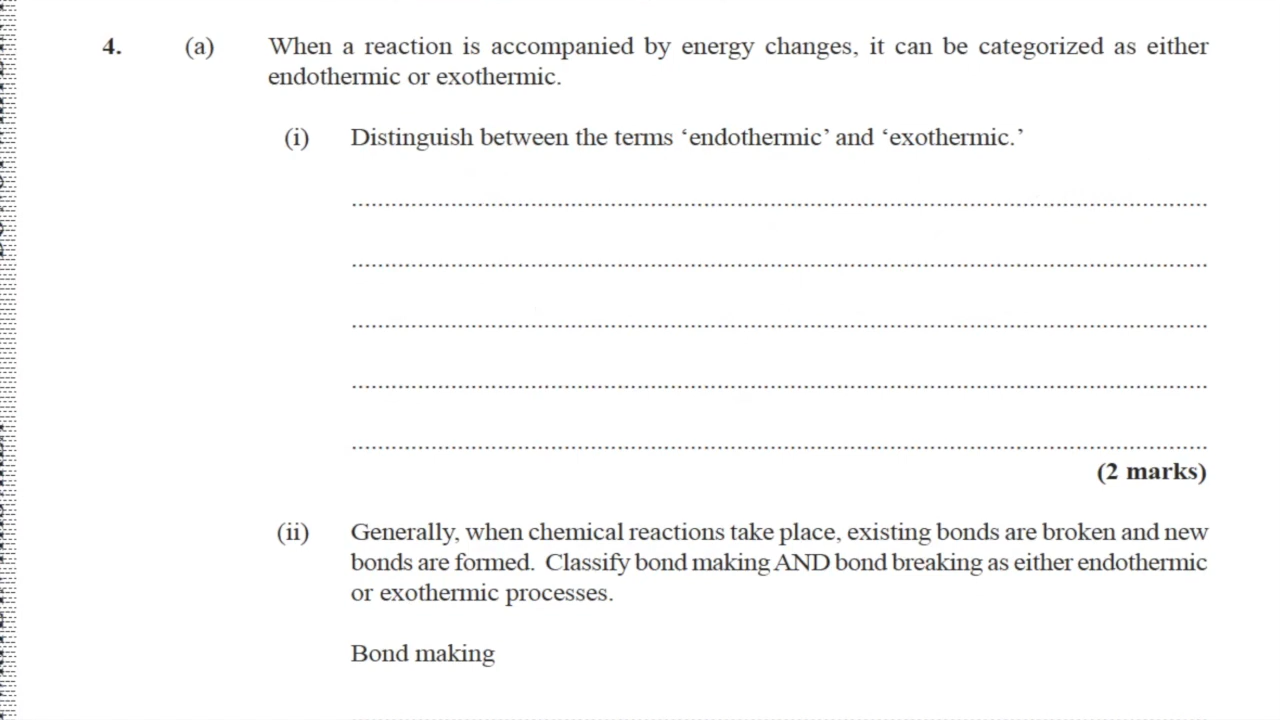 4. (a) When a reaction is accompanied by energy changes, it can be categorized as either
endothermic or exothermic.
(i) Distinguish between the terms ‘endothermic’ and ‘exothermic.’
................................................................................................................................
................................................................................................................................
................................................................................................................................
................................................................................................................................
................................................................................................................................
(2 marks)
(ii) Generally, when chemical reactions take place, existing bonds are broken and new
bonds are formed. Classify bond making AND bond breaking as either endothermic
or exothermic processes.
Bond making